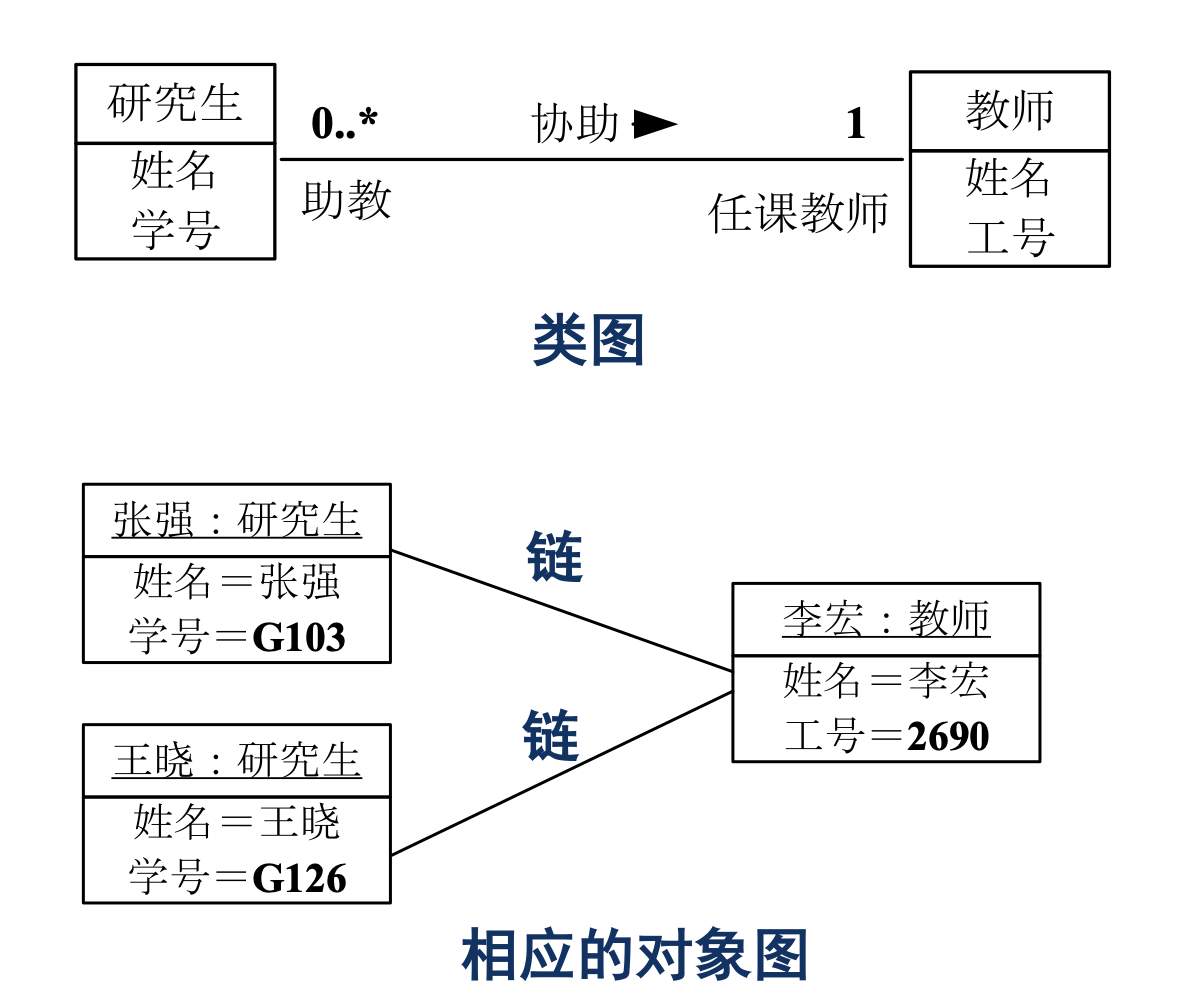 研究生
姓名
学号
0..*
协助
1
助教
任课教师
教师
姓名
工号
类图
张强：研究生
姓名＝张强
学号＝G103
链
王晓：研究生
姓名＝王晓
学号＝G126
链
李宏：教师
姓名＝李宏
工号＝2690
相应的对象图